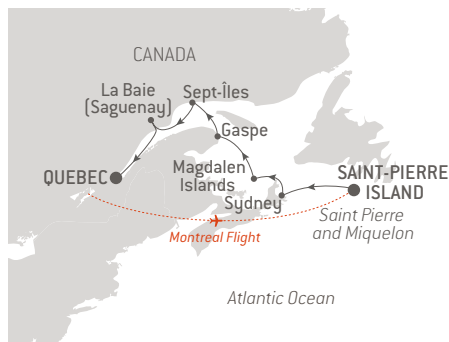 CANADA
La Baie
(Saguenay)
Sept-Îles
Gaspe
QUEBEC
Magdalen
Islands
SAINT-PIERRE
ISLAND
Sydney
Saint Pierre
and Miquelon
Montreal Flight
Atlantic Ocean